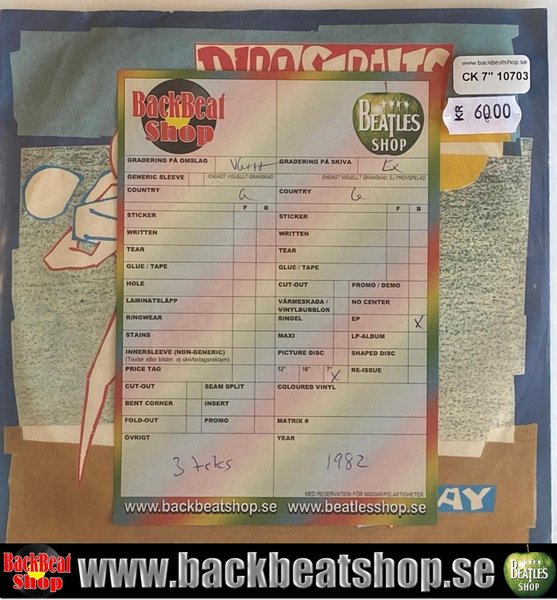 DIRE STRAITS
www.backbeatshop.se
CK 7" 10703
KR 60.00
BackBeat
Shop
BEATLES
SHOP
GRADERING PÅ OMSLAG
GRADERING PÅ SKIVA Ex
GENERIC SLEEVE ENDAST VISUELLT GRANSKAD
ENDAST VISUELLT GRANSKAD, EJ PROVSPELAD
COUNTRY G
COUNTRY G
F B
F B
STICKER
STICKER
WRITTEN
WRITTEN
TEAR
TEAR
GLUE / TAPE
GLUE / TAPE
HOLE
CUT-OUT
PROMO / DEMO
LAMINATSLÄPP
VÄRMESKADA /
VINYLBUBBLOR
NO CENTER
RINGWEAR
SINGEL
EP X
STAINS
MAXI
LP-ALBUM
INNERSLEEVE (NON-GENERIC)
(Texter eller bilder, ej skivbolagsreklam)
PICTURE DISC
SHAPED DISC
PRICE TAG
12" 10" 7" X
RE-ISSUE
CUT-OUT
SEAM SPLIT
COLOURED VINYL
BENT CORNER
INSERT
FOLD-OUT
PROMO
MATRIX #
ÖVRIGT
YEAR
3 trks
1982
MED RESERVATION FÖR MISSAR/FELAKTIGHETER
www.backbeatshop.se www.beatlesshop.se
AY
BackBeat
Shop
www.backbeatshop.se
BEATLES
SHOP